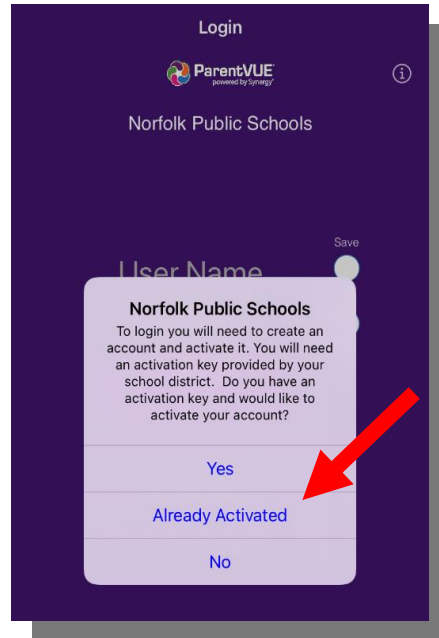 Login
ParentVUE
powered by Synergy
Norfolk Public Schools
Save
User Name
Norfolk Public Schools
To login you will need to create an
account and activate it. You will need
an activation key provided by your
school district. Do you have an
activation key and would like to
activate your account?
Yes
Already Activated
No